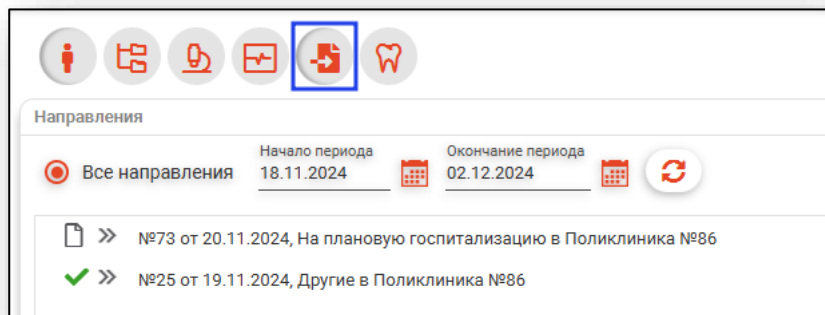 Направления
Все направления
Начало периода
18.11.2024
Окончание периода
02.12.2024
№73 от 20.11.2024, На плановую госпитализацию в Поликлиника №86
№25 от 19.11.2024, Другие в Поликлиника №86